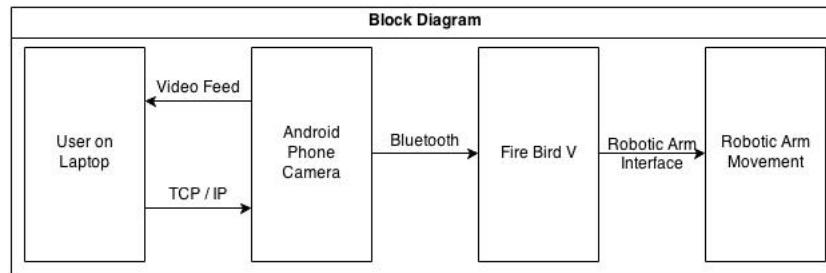 Block Diagram
User on
Laptop
Video Feed
TCP / IP
Android
Phone
Camera
Bluetooth
Fire Bird V
Robotic Arm
Interface
Robotic Arm
Movement